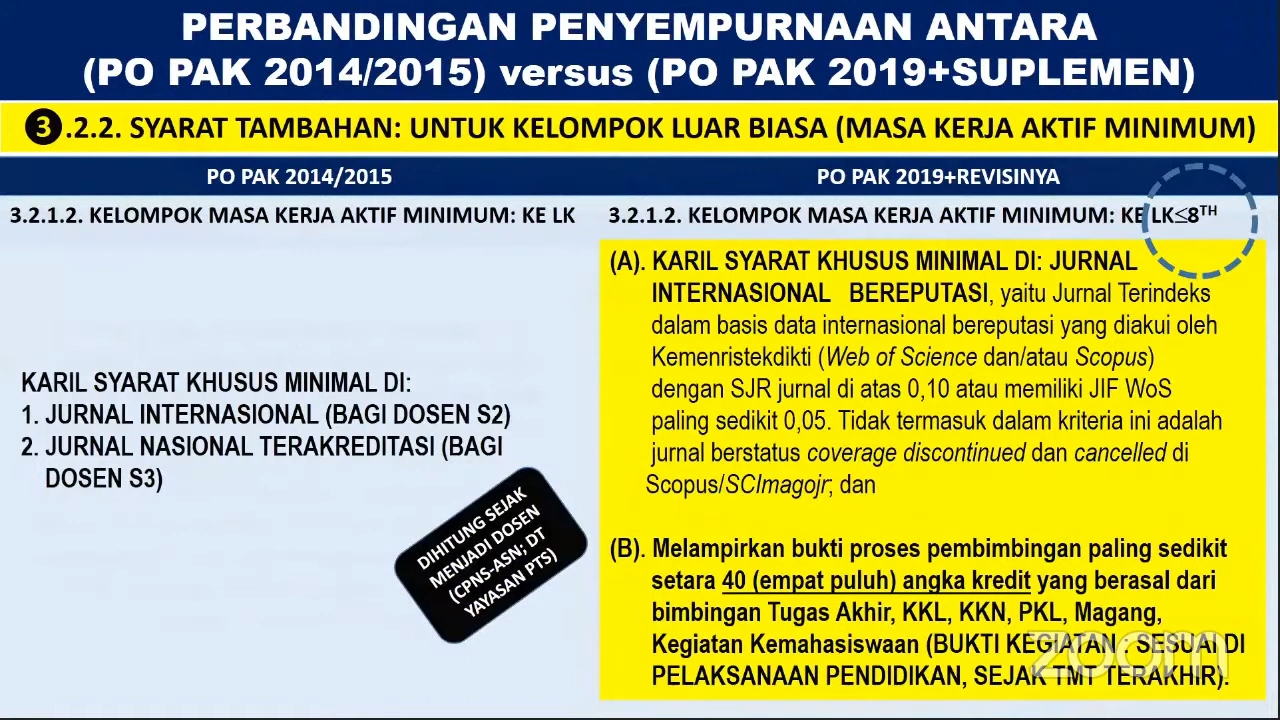 PERBANDINGAN PENYEMPURNAAN ANTARA
(PO PAK 2014/2015) versus (PO PAK 2019+SUPLEMEN)
❸.2.2. SYARAT TAMBAHAN: UNTUK KELOMPOK LUAR BIASA (MASA KERJA AKTIF MINIMUM)
PO PAK 2014/2015
3.2.1.2. KELOMPOK MASA KERJA AKTIF MINIMUM: KE LK
KARIL SYARAT KHUSUS MINIMAL DI:
1. JURNAL INTERNASIONAL (BAGI DOSEN S2)
2. JURNAL NASIONAL TERAKREDITASI (BAGI
DOSEN S3)
DIHITUNG SEJAK
MENJADI DOSEN
(CPNS-ASN; DT
YAYASAN PTS)
PO PAK 2019+REVISINYA
3.2.1.2. KELOMPOK MASA KERJA AKTIF MINIMUM: KE LK≤8TH
(A). KARIL SYARAT KHUSUS MINIMAL DI: JURNAL
INTERNASIONAL BEREPUTASI, yaitu Jurnal Terindeks
dalam basis data internasional bereputasi yang diakui oleh
Kemenristekdikti (Web of Science dan/atau Scopus)
dengan SJR jurnal di atas 0,10 atau memiliki JIF WoS
paling sedikit 0,05. Tidak termasuk dalam kriteria ini adalah
jurnal berstatus coverage discontinued dan cancelled di
Scopus/SCImagojr; dan
(B). Melampirkan bukti proses pembimbingan paling sedikit
setara 40 (empat puluh) angka kredit yang berasal dari
bimbingan Tugas Akhir, KKL, KKN, PKL, Magang,
Kegiatan Kemahasiswaan (BUKTI KEGIATAN : SESUAI DI
PELAKSANAAN PENDIDIKAN, SEJAK TMT TERAKHIR).
zoom